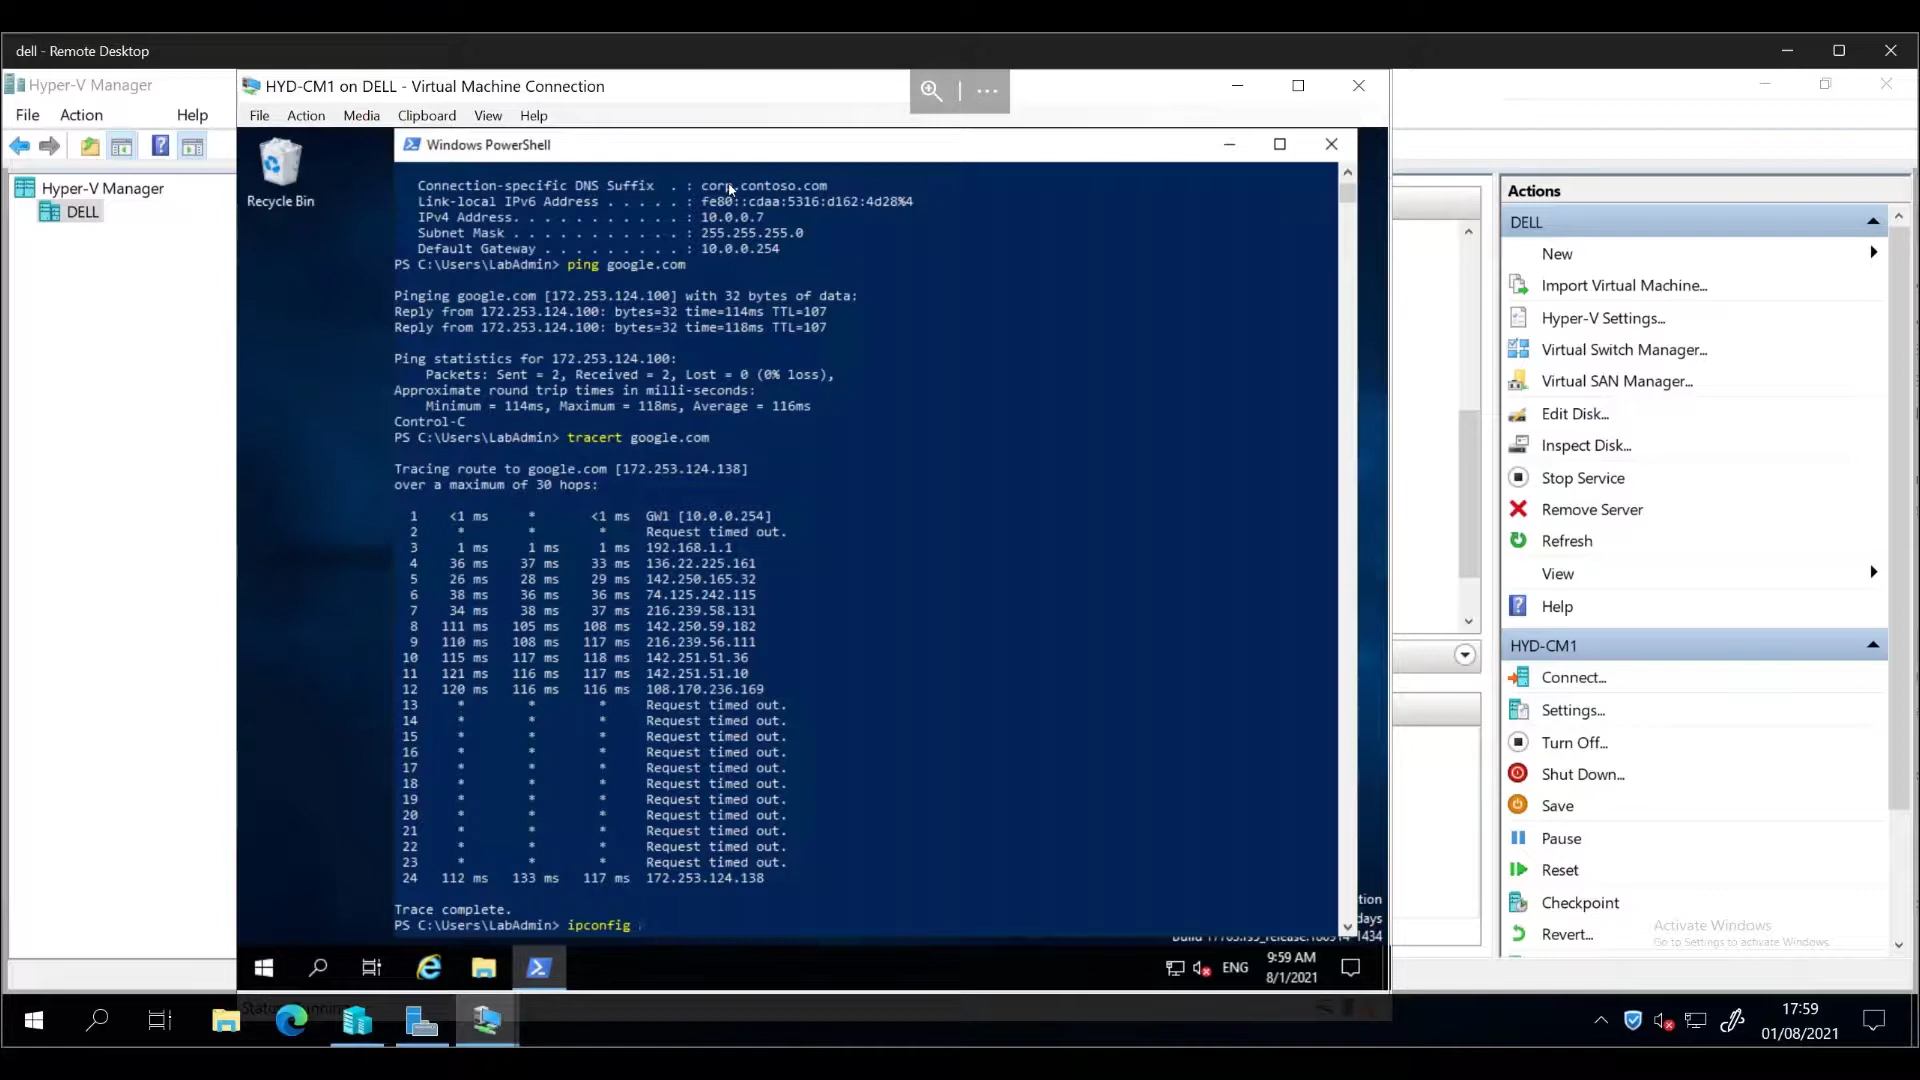 dell - Remote Desktop
Hyper-V Manager
File Action Help
Hyper-V Manager
DELL
HYD-CM1 on DELL - Virtual Machine Connection
File Action Media Clipboard View Help
Recycle Bin
Windows PowerShell
Connection-specific DNS Suffix . : corp.contoso.com
Link-local IPv6 Address . . . . . : fe80::cdaa:5316:d162:4d28%4
IPv4 Address. . . . . . . . . . . : 10.0.0.7
Subnet Mask . . . . . . . . . . . : 255.255.255.0
Default Gateway . . . . . . . . . : 10.0.0.254
PS C:\Users\LabAdmin> ping google.com
Pinging google.com [172.253.124.100] with 32 bytes of data:
Reply from 172.253.124.100: bytes=32 time=114ms TTL=107
Reply from 172.253.124.100: bytes=32 time=118ms TTL=107
Ping statistics for 172.253.124.100:
Packets: Sent = 2, Received = 2, Lost = 0 (0% loss),
Approximate round trip times in milli-seconds:
Minimum = 114ms, Maximum = 118ms, Average = 116ms
Control-C
PS C:\Users\LabAdmin> tracert google.com
Tracing route to google.com [172.253.124.138]
over a maximum of 30 hops:
1 <1 ms * <1 ms GW1 [10.0.0.254]
2 * * * Request timed out.
3 1 ms 1 ms 1 ms 192.168.1.1
4 36 ms 37 ms 33 ms 136.22.225.161
5 26 ms 28 ms 29 ms 142.250.165.32
6 38 ms 36 ms 36 ms 74.125.242.115
7 34 ms 38 ms 37 ms 216.239.58.131
8 111 ms 105 ms 108 ms 142.250.59.182
9 110 ms 108 ms 117 ms 216.239.56.111
10 115 ms 117 ms 118 ms 142.251.51.36
11 121 ms 116 ms 117 ms 142.251.51.10
12 120 ms 116 ms 116 ms 108.170.236.169
13 * * * Request timed out.
14 * * * Request timed out.
15 * * * Request timed out.
16 * * * Request timed out.
17 * * * Request timed out.
18 * * * Request timed out.
19 * * * Request timed out.
20 * * * Request timed out.
21 * * * Request timed out.
22 * * * Request timed out.
23 * * * Request timed out.
24 112 ms 133 ms 117 ms 172.253.124.138
Trace complete.
PS C:\Users\LabAdmin> ipconfig
tion
days
1434
ENG
9:59 AM
8/1/2021
Actions
DELL
New
Import Virtual Machine...
Hyper-V Settings...
Virtual Switch Manager...
Virtual SAN Manager...
Edit Disk...
Inspect Disk...
Stop Service
Remove Server
Refresh
View
Help
HYD-CM1
Connect...
Settings...
Turn Off...
Shut Down...
Save
Pause
Reset
Checkpoint
Revert...
Activate Windows
Go to Settings to activate Windows.
17:59
01/08/2021